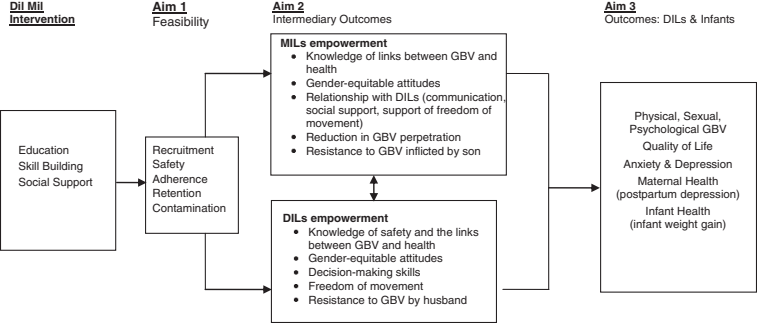 Dil Mil
Intervention
Education
Skill Building
Social Support
Aim 1
Feasibility
Recruitment
Safety
Adherence
Retention
Contamination
Aim 2
Intermediary Outcomes
MILs empowerment
• Knowledge of links between GBV and
health
• Gender-equitable attitudes
• Relationship with DILs (communication,
social support, support of freedom of
movement)
• Reduction in GBV perpetration
• Resistance to GBV inflicted by son
DILs empowerment
• Knowledge of safety and the links
between GBV and health
• Gender-equitable attitudes
• Decision-making skills
• Freedom of movement
• Resistance to GBV by husband
Aim 3
Outcomes: DILs & Infants
Physical, Sexual,
Psychological GBV
Quality of Life
Anxiety & Depression
Maternal Health
(postpartum depression)
Infant Health
(infant weight gain)